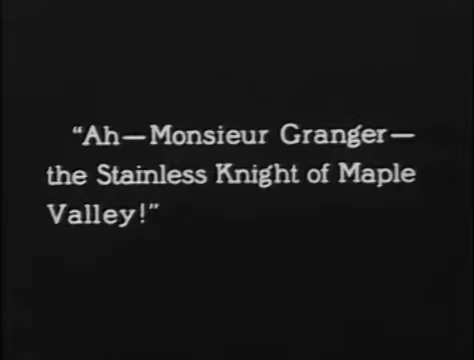 “Ah—Monsieur Granger—
the Stainless Knight of Maple
Valley!”